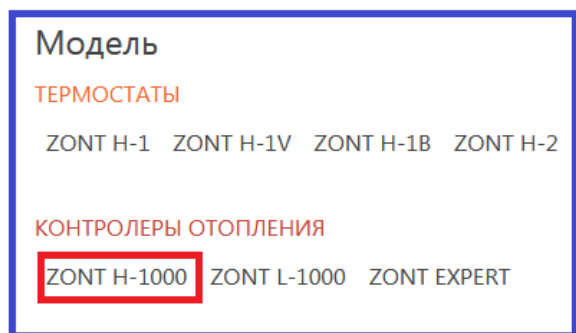 Модель
ТЕРМОСТАТЫ
ZONT H-1 ZONT H-1V ZONT H-1B ZONT H-2
КОНТРОЛЕРЫ ОТОПЛЕНИЯ
ZONT H-1000 ZONT L-1000 ZONT EXPERT